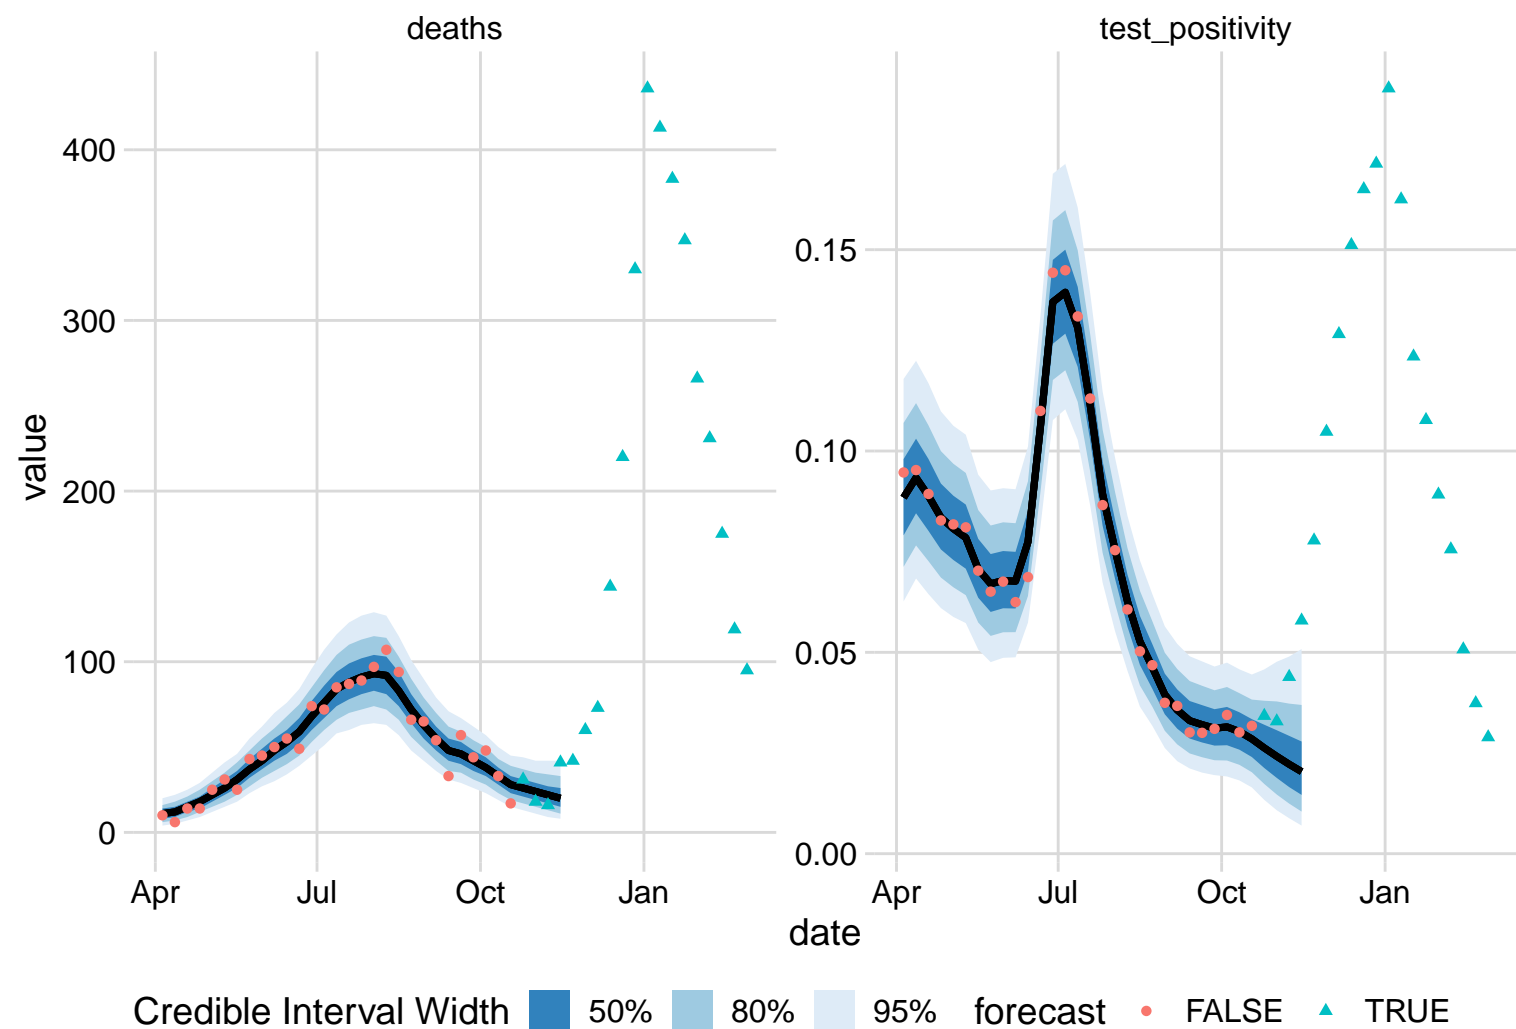 deaths
test_positivity
value
400
300
200
100
0
0.15
0.10
0.05
0.00
Apr Jul Oct Jan
Apr Jul Oct Jan
date
Credible Interval Width 50% 80% 95% forecast FALSE TRUE